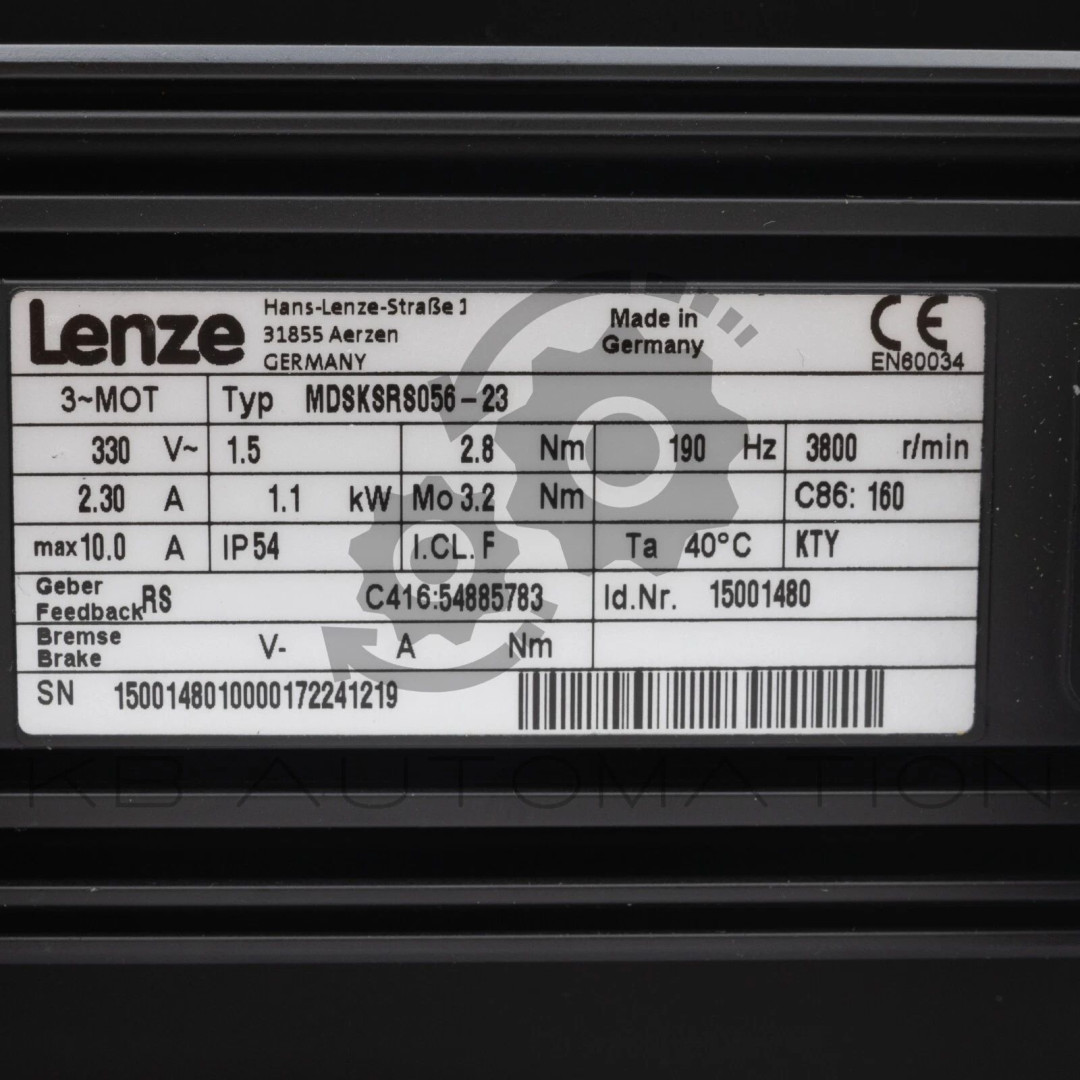 Lenze
Hans-Lenze-Straße 1
31855 Aerzen
GERMANY
Made in
Germany
CE
EN60034
3~MOT Typ MDSKSRS056-23
330 V~ 1.5 2.8 Nm 190 Hz 3800 r/min
2.30 A 1.1 kW Mo 3.2 Nm C86: 160
max 10.0 A IP54 I.CL. F Ta 40°C KTY
Geber
Feedback RS C416:54885783 Id.Nr. 15001480
Bremse
Brake V- A Nm
SN 1500148010000172241219
KB AUTOMATION